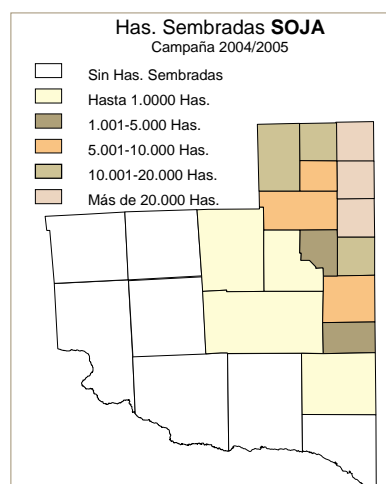 Has. Sembradas SOJA
Campaña 2004/2005
Sin Has. Sembradas
Hasta 1.0000 Has.
1.001-5.000 Has.
5.001-10.000 Has.
10.001-20.000 Has.
Más de 20.000 Has.